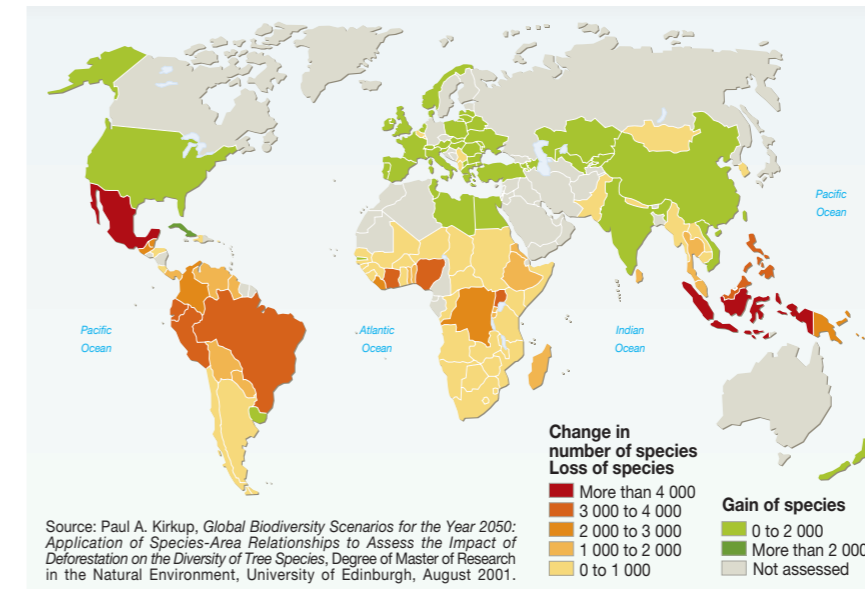 Pacific
Ocean
Pacific
Ocean
Atlantic
Ocean
Indian
Ocean
Change in
number of species
Loss of species
More than 4 000
3 000 to 4 000
2 000 to 3 000
1 000 to 2 000
0 to 1 000
Gain of species
0 to 2 000
More than 2 000
Not assessed
Source: Paul A. Kirkup, Global Biodiversity Scenarios for the Year 2050:
Application of Species-Area Relationships to Assess the Impact of
Deforestation on the Diversity of Tree Species, Degree of Master of Research
in the Natural Environment, University of Edinburgh, August 2001.